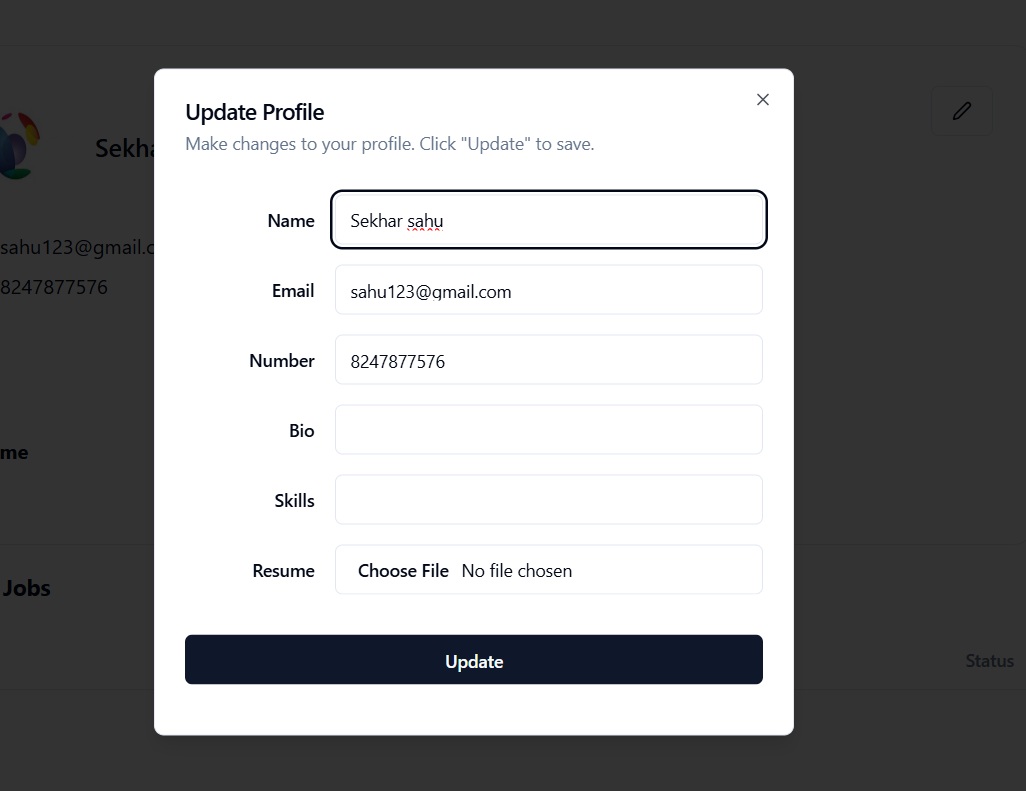 Update Profile
Make changes to your profile. Click "Update" to save.
Sekha
sahu123@gmail.c
8247877576
Name Sekhar sahu
Email sahu123@gmail.com
Number 8247877576
Bio
me
Skills
Resume Choose File No file chosen
Jobs
Update
Status